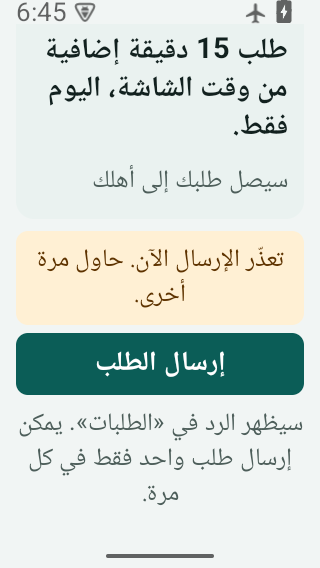 6:45
طلب 15 دقيقة إضافية
من وقت الشاشة، اليوم
فقط.
سيصل طلبك إلى أهلك
تعذّر الإرسال الآن. حاول مرة
أخرى.
إرسال الطلب
سيظهر الرد في «الطلبات». يمكن
إرسال طلب واحد فقط في كل
مرة.